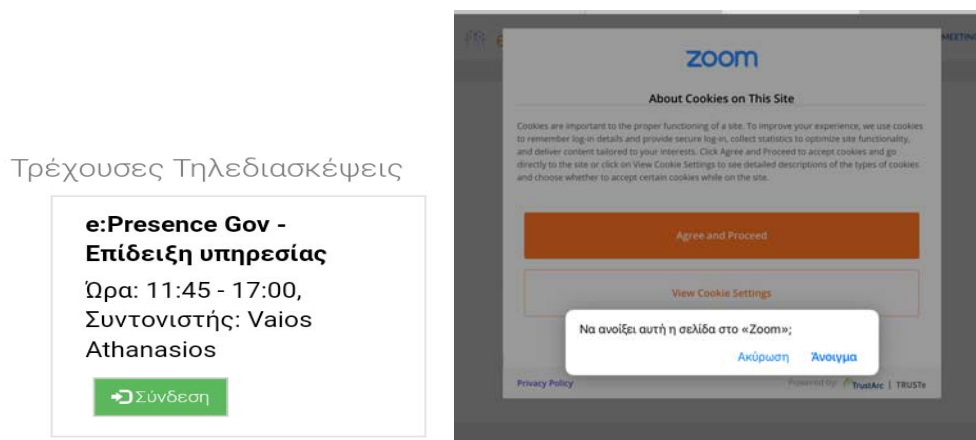 Τρέχουσες Τηλεδιασκέψεις
e:Presence Gov -
Επίδειξη υπηρεσίας
Ώρα: 11:45 - 17:00,
Συντονιστής: Vaios
Athanasios
Σύνδεση
zoom
About Cookies on This Site
Cookies are important to the proper functioning of a site. To improve your experience, we use cookies
to remember log-in details and provide secure log-in, collect statistics to optimize site functionality,
and deliver content tailored to your interests. Click Agree and Proceed to accept cookies and go
directly to the site or click on View Cookie Settings to see detailed descriptions of the types of cookies
and choose whether to accept certain cookies while on the site.
Agree and Proceed
View Cookie Settings
Να ανοίξει αυτή η σελίδα στο «Zoom»;
Ακύρωση Άνοιγμα
Privacy Policy
Powered by: TrustArc | TRUSTe